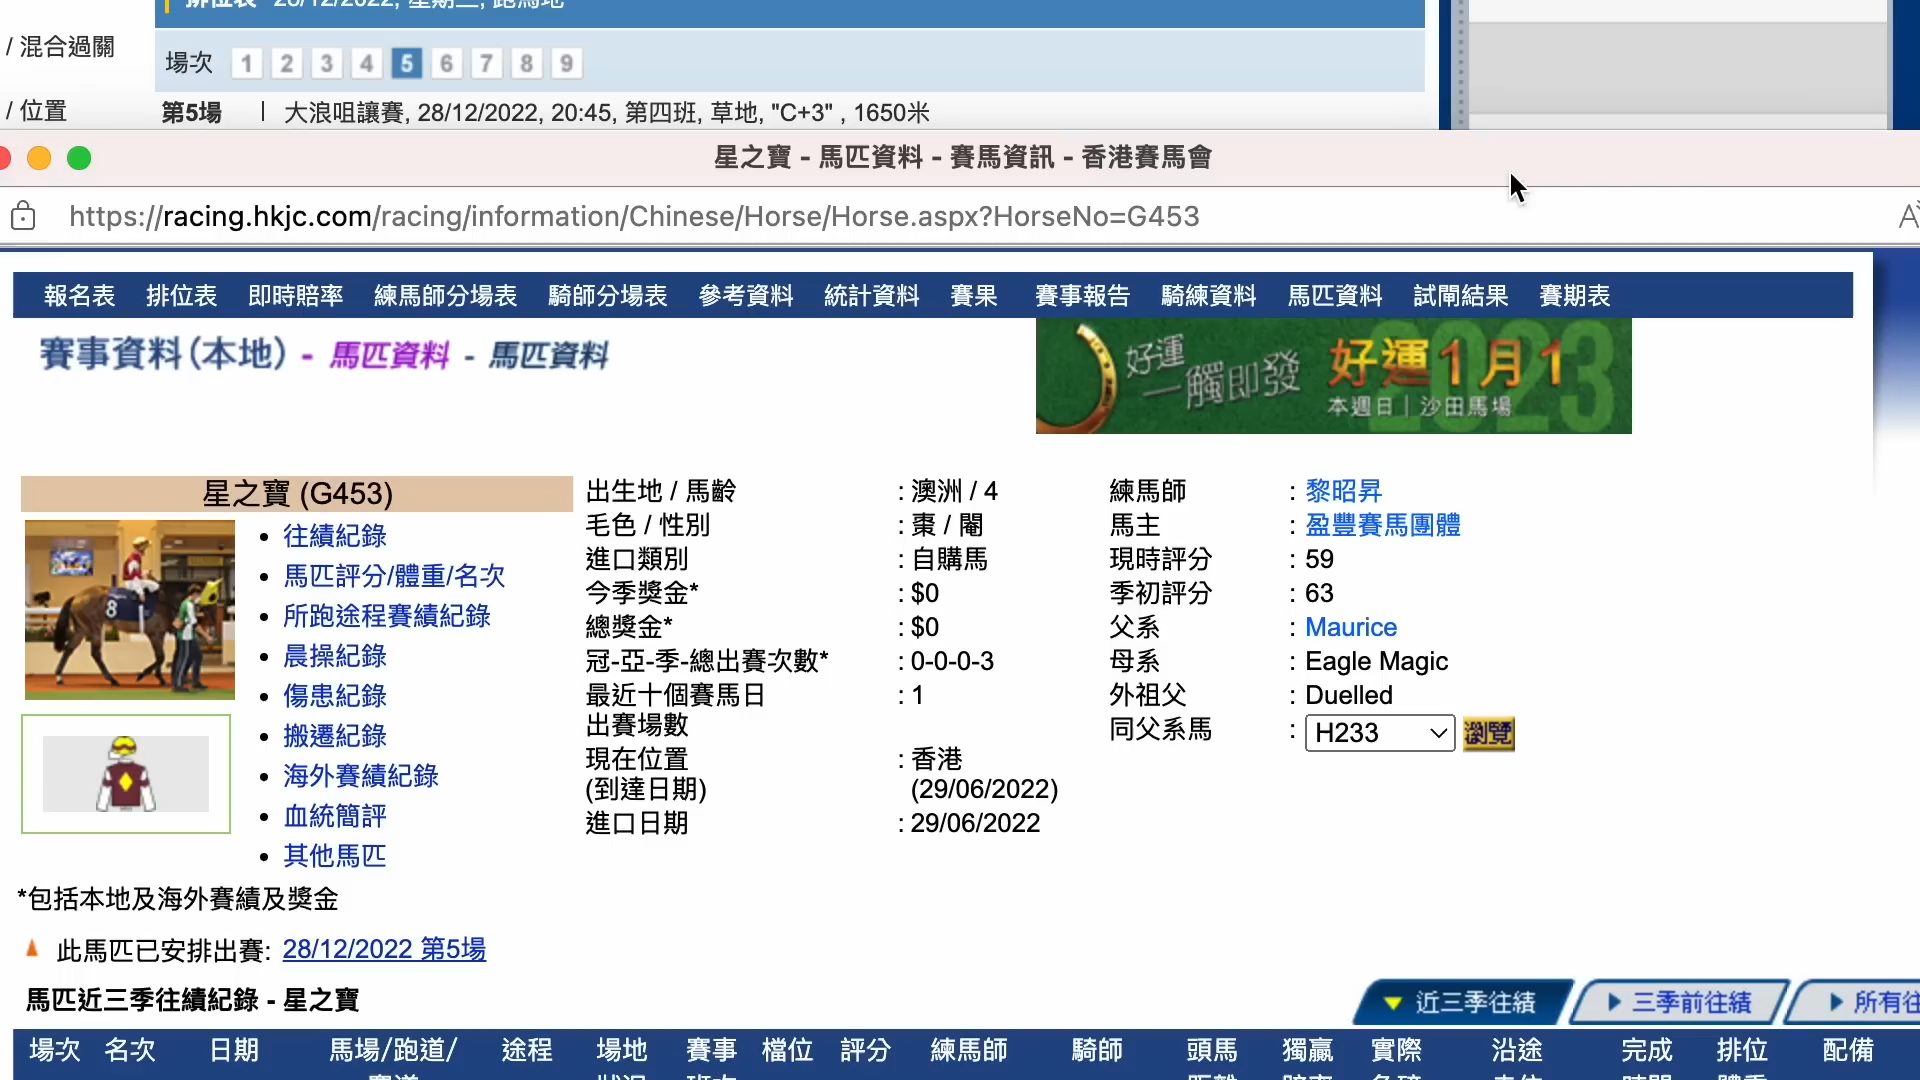 排位表 28/12/2022, 星期三, 跑馬地
/ 混合過關
場次 1 2 3 4 5 6 7 8 9
/ 位置
第5場 | 大浪咀讓賽, 28/12/2022, 20:45, 第四班, 草地, "C+3" , 1650米
星之寶 - 馬匹資料 - 賽馬資訊 - 香港賽馬會
https://racing.hkjc.com/racing/information/Chinese/Horse/Horse.aspx?HorseNo=G453
報名表 排位表 即時賠率 練馬師分場表 騎師分場表 參考資料 統計資料 賽果 賽事報告 騎練資料 馬匹資料 試閘結果 賽期表
賽事資料(本地) - 馬匹資料 - 馬匹資料
好運 一觸即發
好運1月1
2023
本週日 | 沙田馬場
星之寶 (G453)
8
往績紀錄
馬匹評分/體重/名次
所跑途程賽績紀錄
晨操紀錄
傷患紀錄
搬遷紀錄
海外賽績紀錄
血統簡評
其他馬匹
出生地 / 馬齡 : 澳洲 / 4
毛色 / 性別 : 棗 / 閹
進口類別 : 自購馬
今季獎金* : $0
總獎金* : $0
冠-亞-季-總出賽次數* : 0-0-0-3
最近十個賽馬日 : 1
出賽場數
現在位置 : 香港
(到達日期) (29/06/2022)
進口日期 : 29/06/2022
練馬師 : 黎昭昇
馬主 : 盈豐賽馬團體
現時評分 : 59
季初評分 : 63
父系 : Maurice
母系 : Eagle Magic
外祖父 : Duelled
同父系馬 : H233 瀏覽
*包括本地及海外賽績及獎金
此馬匹已安排出賽: 28/12/2022 第5場
馬匹近三季往績紀錄 - 星之寶
近三季往績 三季前往績 所有往
場次 名次 日期 馬場/跑道/ 途程 場地 賽事 檔位 評分 練馬師 騎師 頭馬 獨贏 實際 沿途 完成 排位 配備